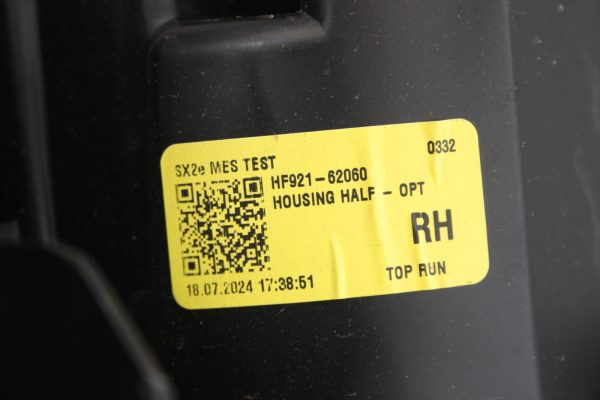 SX2e MES TEST 0332
HF921-62060
HOUSING HALF - OPT
RH
18.07.2024 17:38:51 TOP RUN